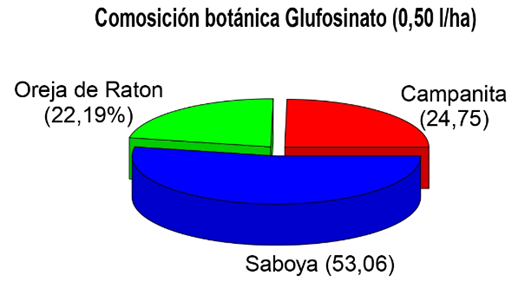 Comosición botánica Glufosinato (0,50 l/ha)
Oreja de Raton
(22,19%)
Campanita
(24,75)
Saboya (53,06)